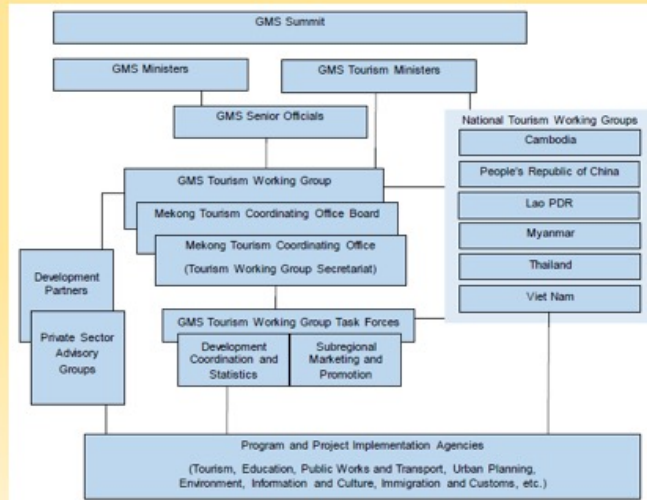 GMS Summit
GMS Ministers
GMS Tourism Ministers
GMS Senior Officials
National Tourism Working Groups
Cambodia
People's Republic of China
Lao PDR
Myanmar
Thailand
Viet Nam
GMS Tourism Working Group
Mekong Tourism Coordinating Office Board
Mekong Tourism Coordinating Office
(Tourism Working Group Secretariat)
Development
Partners
Private Sector
Advisory
Groups
GMS Tourism Working Group Task Forces
Development
Coordination and
Statistics
Subregional
Marketing and
Promotion
Program and Project Implementation Agencies
(Tourism, Education, Public Works and Transport, Urban Planning,
Environment, Information and Culture, Immigration and Customs, etc.)